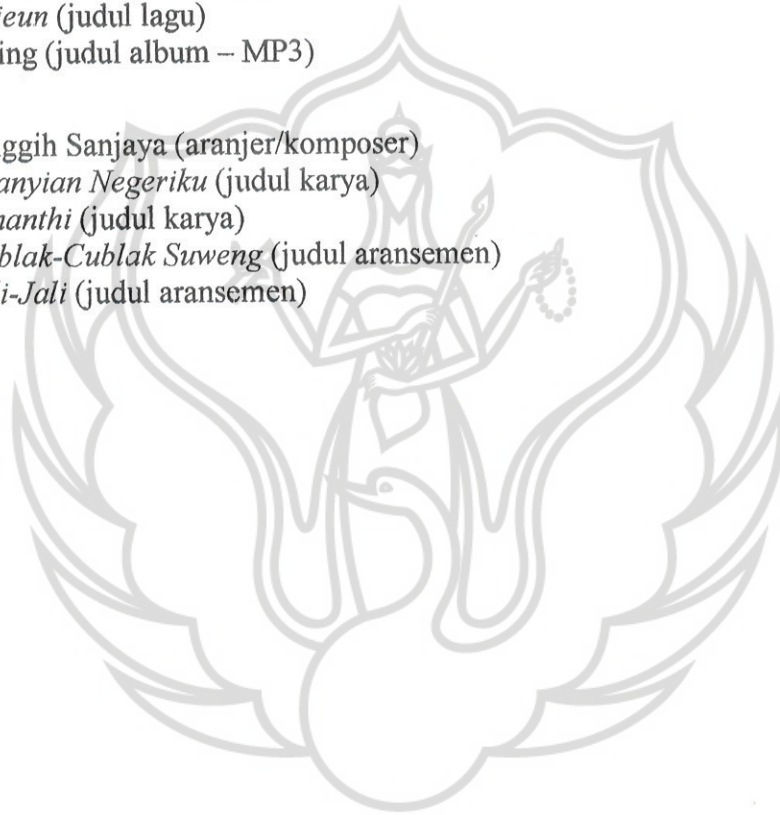 ieun (judul lagu)
ing (judul album – MP3)
ggih Sanjaya (aranjer/komposer)
anyian Negeriku (judul karya)
nanthi (judul karya)
blak-Cublak Suweng (judul aransemen)
i-Jali (judul aransemen)